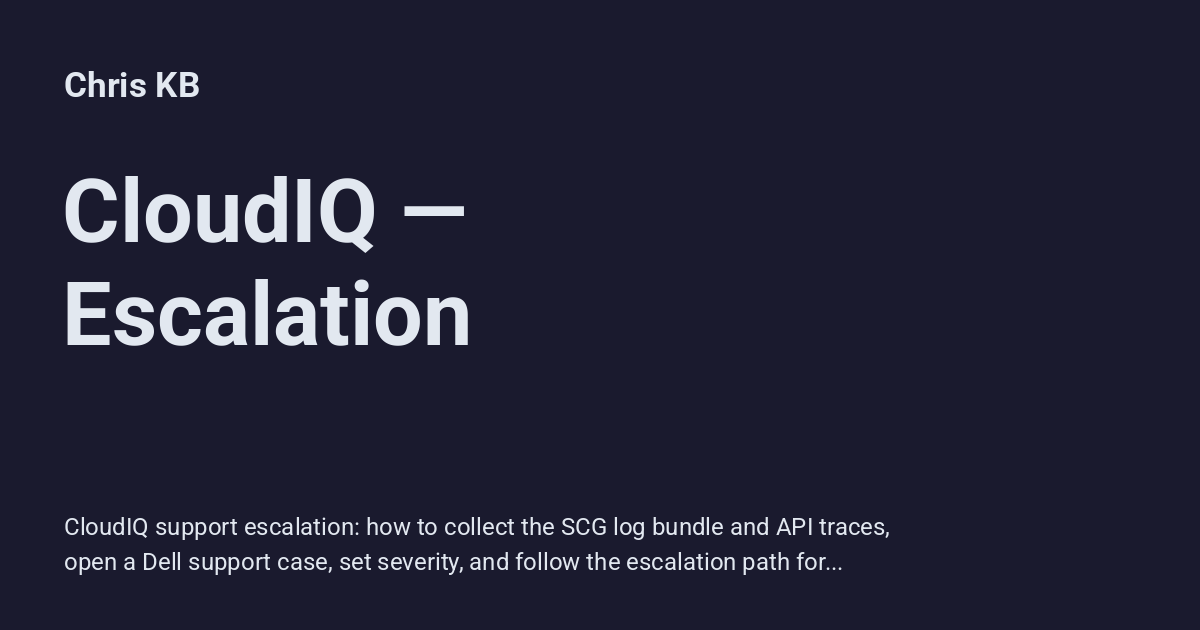 Chris KB
CloudIQ —
Escalation
CloudIQ support escalation: how to collect the SCG log bundle and API traces,
open a Dell support case, set severity, and follow the escalation path for...